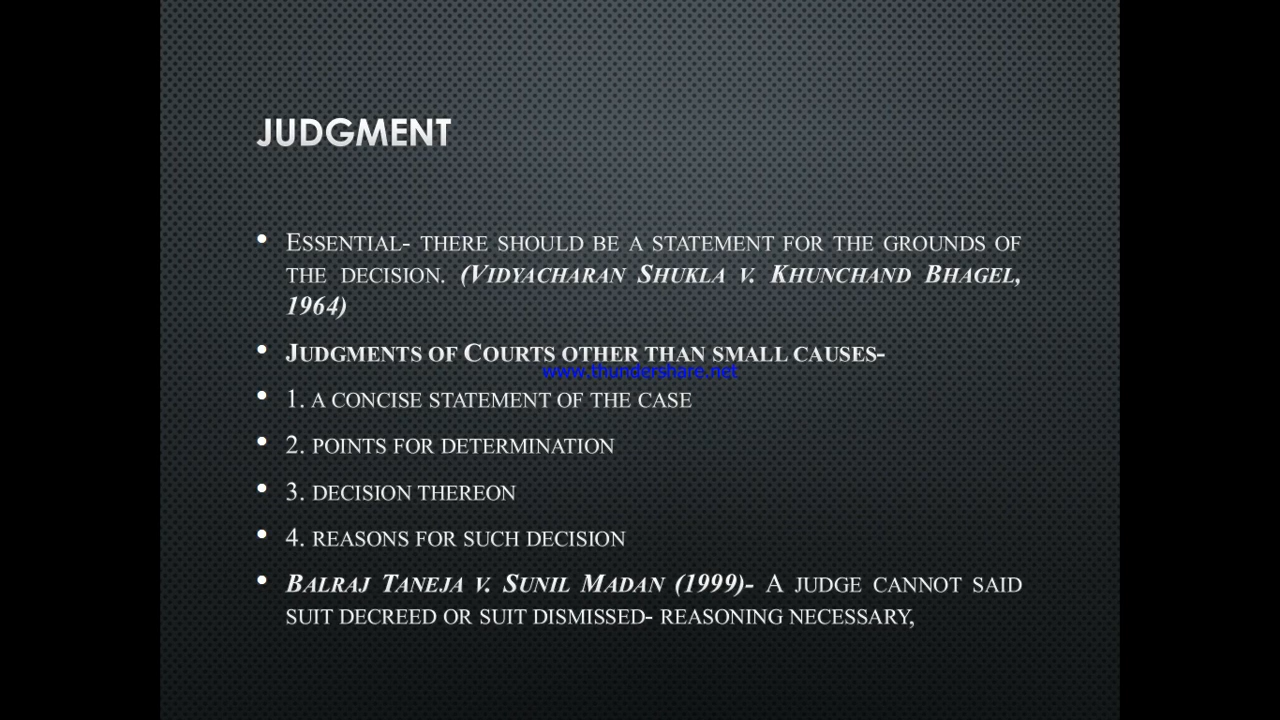 JUDGMENT
• ESSENTIAL- THERE SHOULD BE A STATEMENT FOR THE GROUNDS OF
THE DECISION. (VIDYACHARAN SHUKLA V. KHUNCHAND BHAGEL,
1964)
• JUDGMENTS OF COURTS OTHER THAN SMALL CAUSES-
www.thundershare.net
• 1. A CONCISE STATEMENT OF THE CASE
• 2. POINTS FOR DETERMINATION
• 3. DECISION THEREON
• 4. REASONS FOR SUCH DECISION
• BALRAJ TANEJA V. SUNIL MADAN (1999)- A JUDGE CANNOT SAID
SUIT DECREED OR SUIT DISMISSED- REASONING NECESSARY,